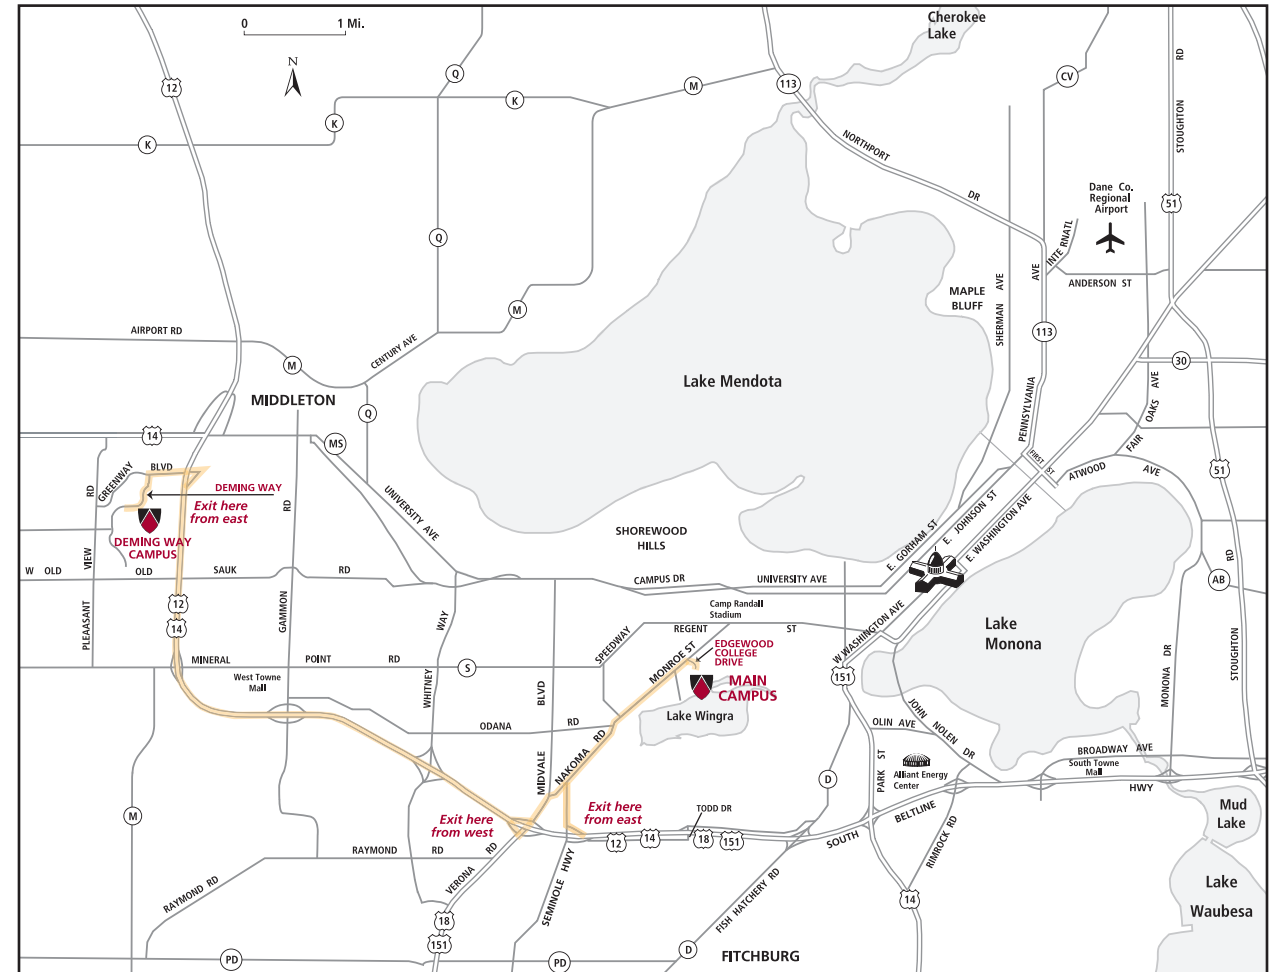 0 1 Mi.
N
Cherokee
Lake
12
Q
K
K
K
M
113
CV
RD
STOUGHTON
NORTHPORT
DR
Dane Co.
Regional
Airport
51
Q
M
INTERNATL
AVE
ANDERSON ST
MAPLE
BLUFF
SHERMAN AVE
113
AIRPORT RD
CENTURY AVE
M
30
Lake Mendota
MIDDLETON
Q
PENNSYLVANIA
OAKS AVE
FAIR
14
MS
FIRST ST
ATWOOD AVE
51
GREENWAY
BLVD
RD
DEMING WAY
Exit here
from east
RD
UNIVERSITY AVE
E. JOHNSON ST
E. WASHINGTON AVE
E. GORHAM ST
SHOREWOOD
HILLS
DEMING WAY
CAMPUS
VIEW
W OLD
OLD
SAUK
RD
CAMPUS DR
UNIVERSITY AVE
RD
AB
12
14
PLEAASANT
GAMMON
WAY
Camp Randall
Stadium
REGENT ST
SPEEDWAY
MONROE ST
EDGEWOOD
COLLEGE
DRIVE
W WASHINGTON AVE
Lake
Monona
STOUGHTON
MINERAL
POINT
RD
S
West Towne
Mall
WHITNEY
BLVD
MAIN
CAMPUS
151
MONONA DR
Lake Wingra
ODANA
RD
OLIN AVE
JOHN NOLEN DR
NAKOMA RD
MIDVALE
D
PARK ST
Alliant Energy
Center
BROADWAY AVE
South Towne
Mall
HWY
M
Exit here
from west
Exit here
from east
TODD DR
12
14
18
151
SOUTH
BELTLINE
RIMROCK RD
Mud
Lake
RAYMOND
RD
RD
VERONA
SEMINOLE HWY
RAYMOND RD
FISH HATCHERY RD
14
Lake
Waubesa
18
151
PD
PD
D
FITCHBURG